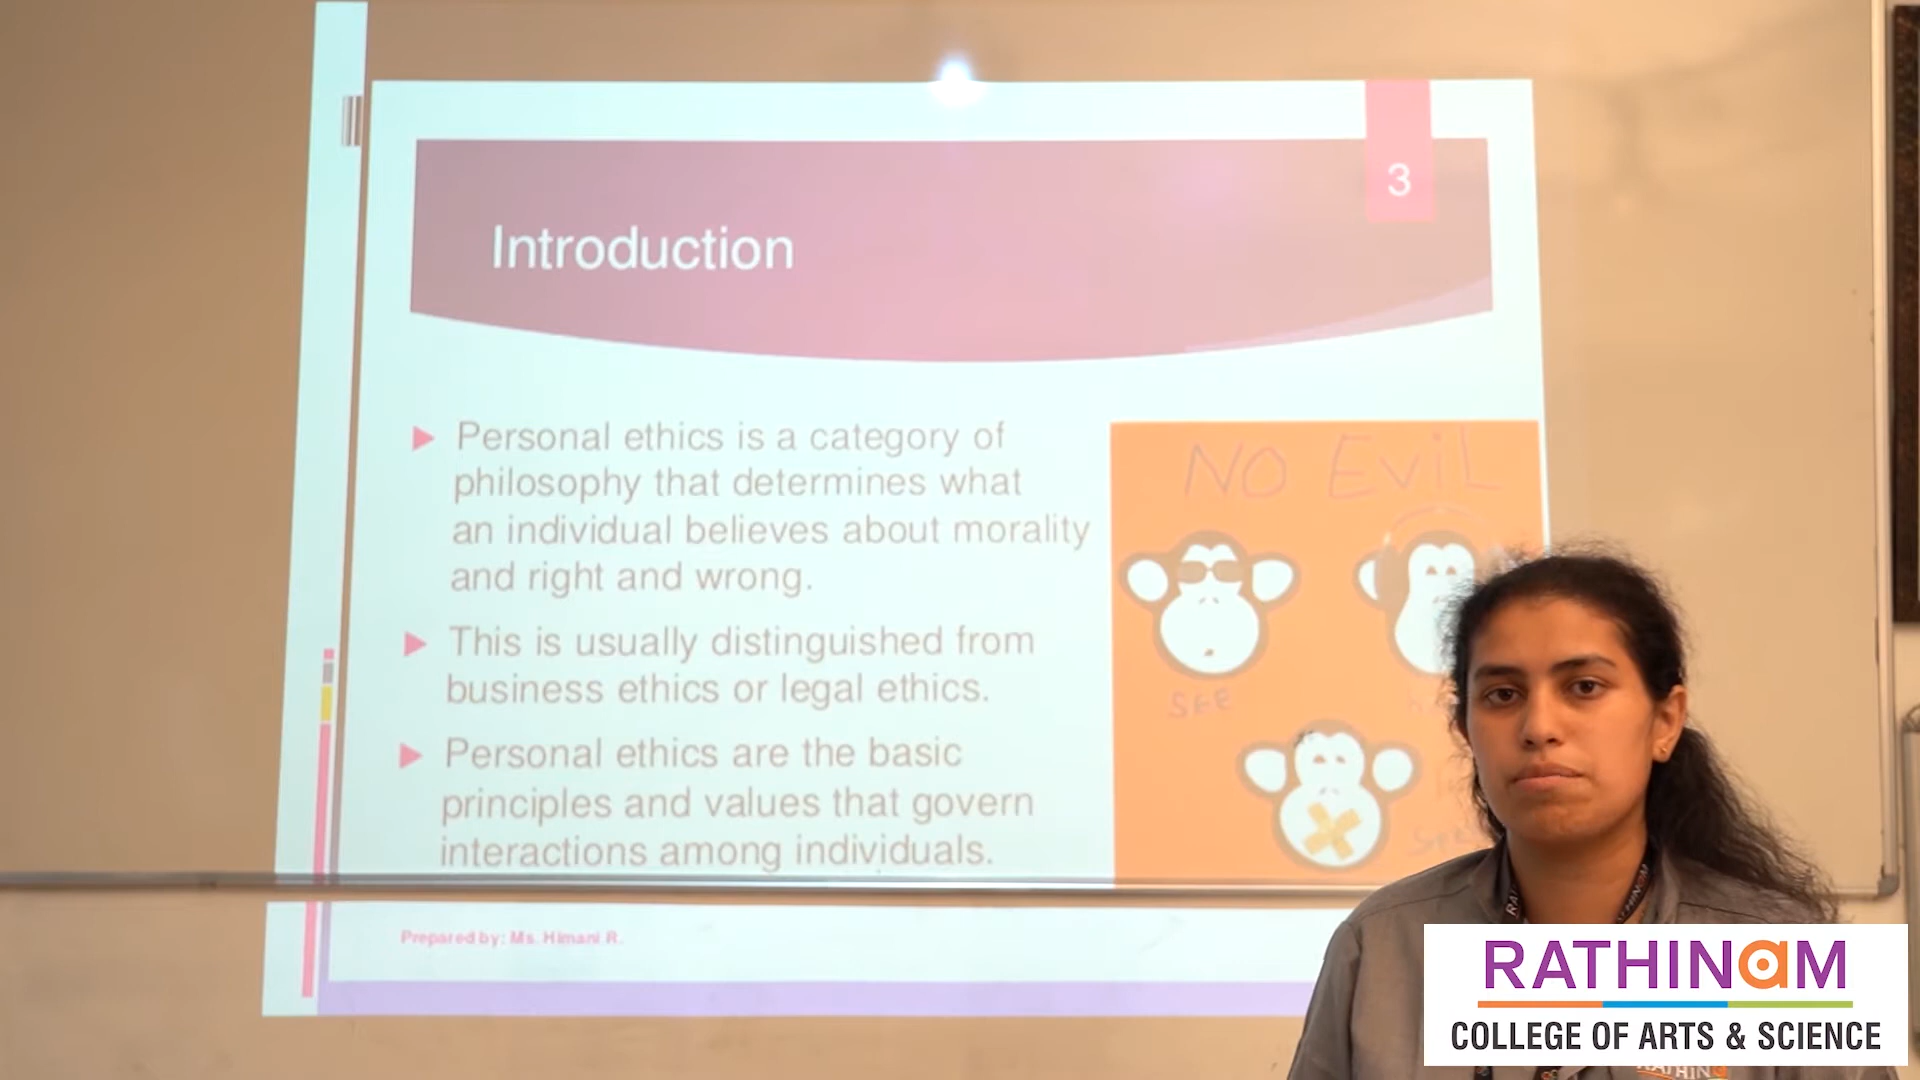 3
Introduction
Personal ethics is a category of
philosophy that determines what
an individual believes about morality
and right and wrong.
This is usually distinguished from
business ethics or legal ethics.
Personal ethics are the basic
principles and values that govern
interactions among individuals.
NO EViL
SEE
Prepared by: Ms. Himani R.
RATHINAM
COLLEGE OF ARTS & SCIENCE